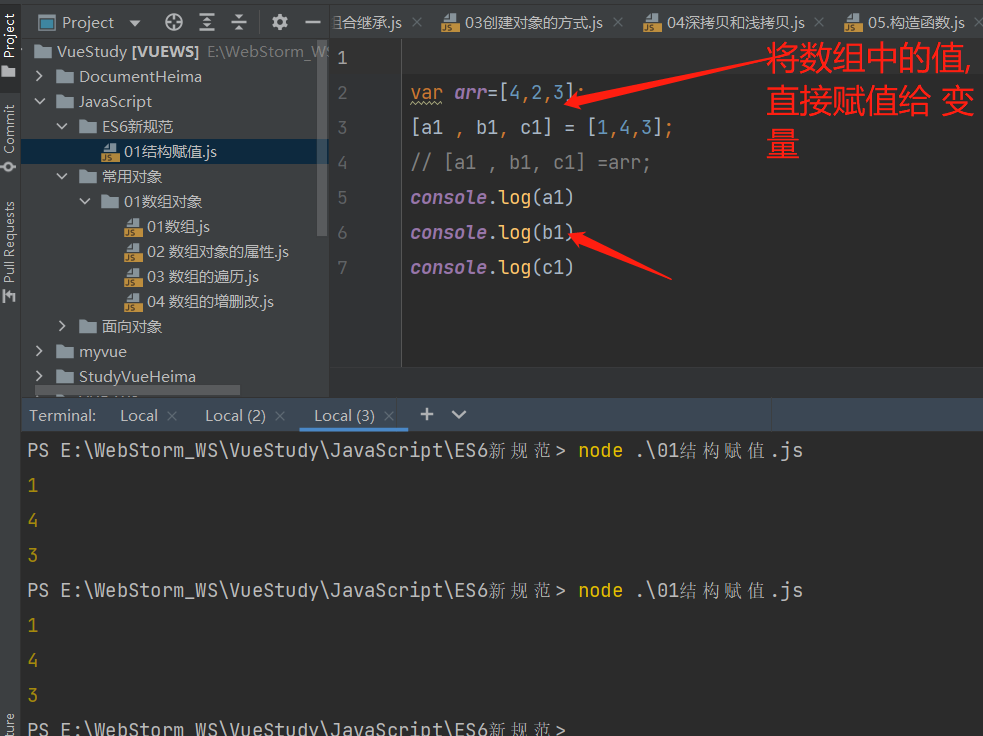 Project
组合继承.js
03创建对象的方式.js
04深拷贝和浅拷贝.js
05.构造函数.js
Project
Commit
Pull Requests
VueStudy [VUEWS] E:\WebStorm_WS
DocumentHeima
JavaScript
ES6新规范
01结构赋值.js
常用对象
01数组对象
01数组.js
02 数组对象的属性.js
03 数组的遍历.js
04 数组的增删改.js
面向对象
myvue
StudyVueHeima
1
2 var arr=[4,2,3];
3 [a1 , b1, c1] = [1,4,3];
4 // [a1 , b1, c1] =arr;
5 console.log(a1)
6 console.log(b1)
7 console.log(c1)
将数组中的值,
直接赋值给 变
量
Terminal: Local Local (2) Local (3)
PS E:\WebStorm_WS\VueStudy\JavaScript\ES6新规范> node .\01结构赋值.js
1
4
3
PS E:\WebStorm_WS\VueStudy\JavaScript\ES6新规范> node .\01结构赋值.js
1
4
3
PS E:\WebStorm_WS\VueStudy\JavaScript\ES6新规范>